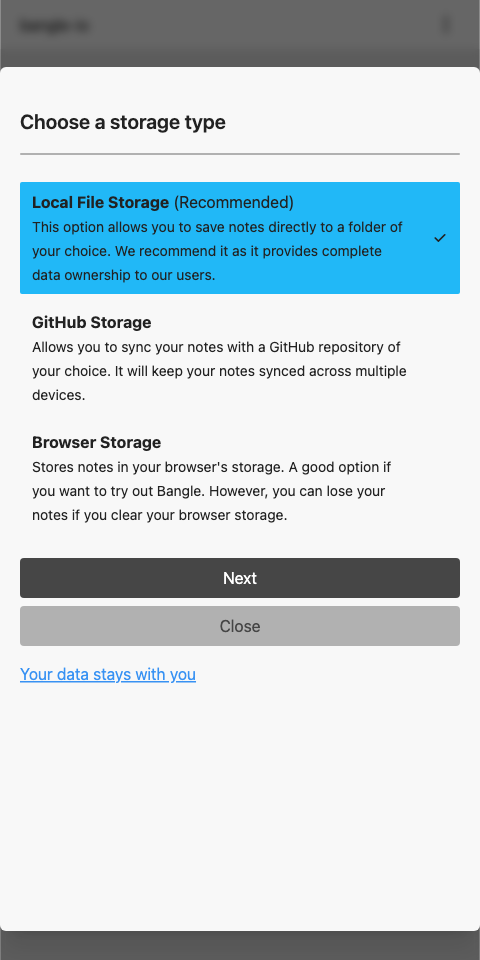 Choose a storage type
Local File Storage (Recommended)
This option allows you to save notes directly to a folder of
your choice. We recommend it as it provides complete
data ownership to our users.
GitHub Storage
Allows you to sync your notes with a GitHub repository of
your choice. It will keep your notes synced across multiple
devices.
Browser Storage
Stores notes in your browser's storage. A good option if
you want to try out Bangle. However, you can lose your
notes if you clear your browser storage.
Next
Close
Your data stays with you